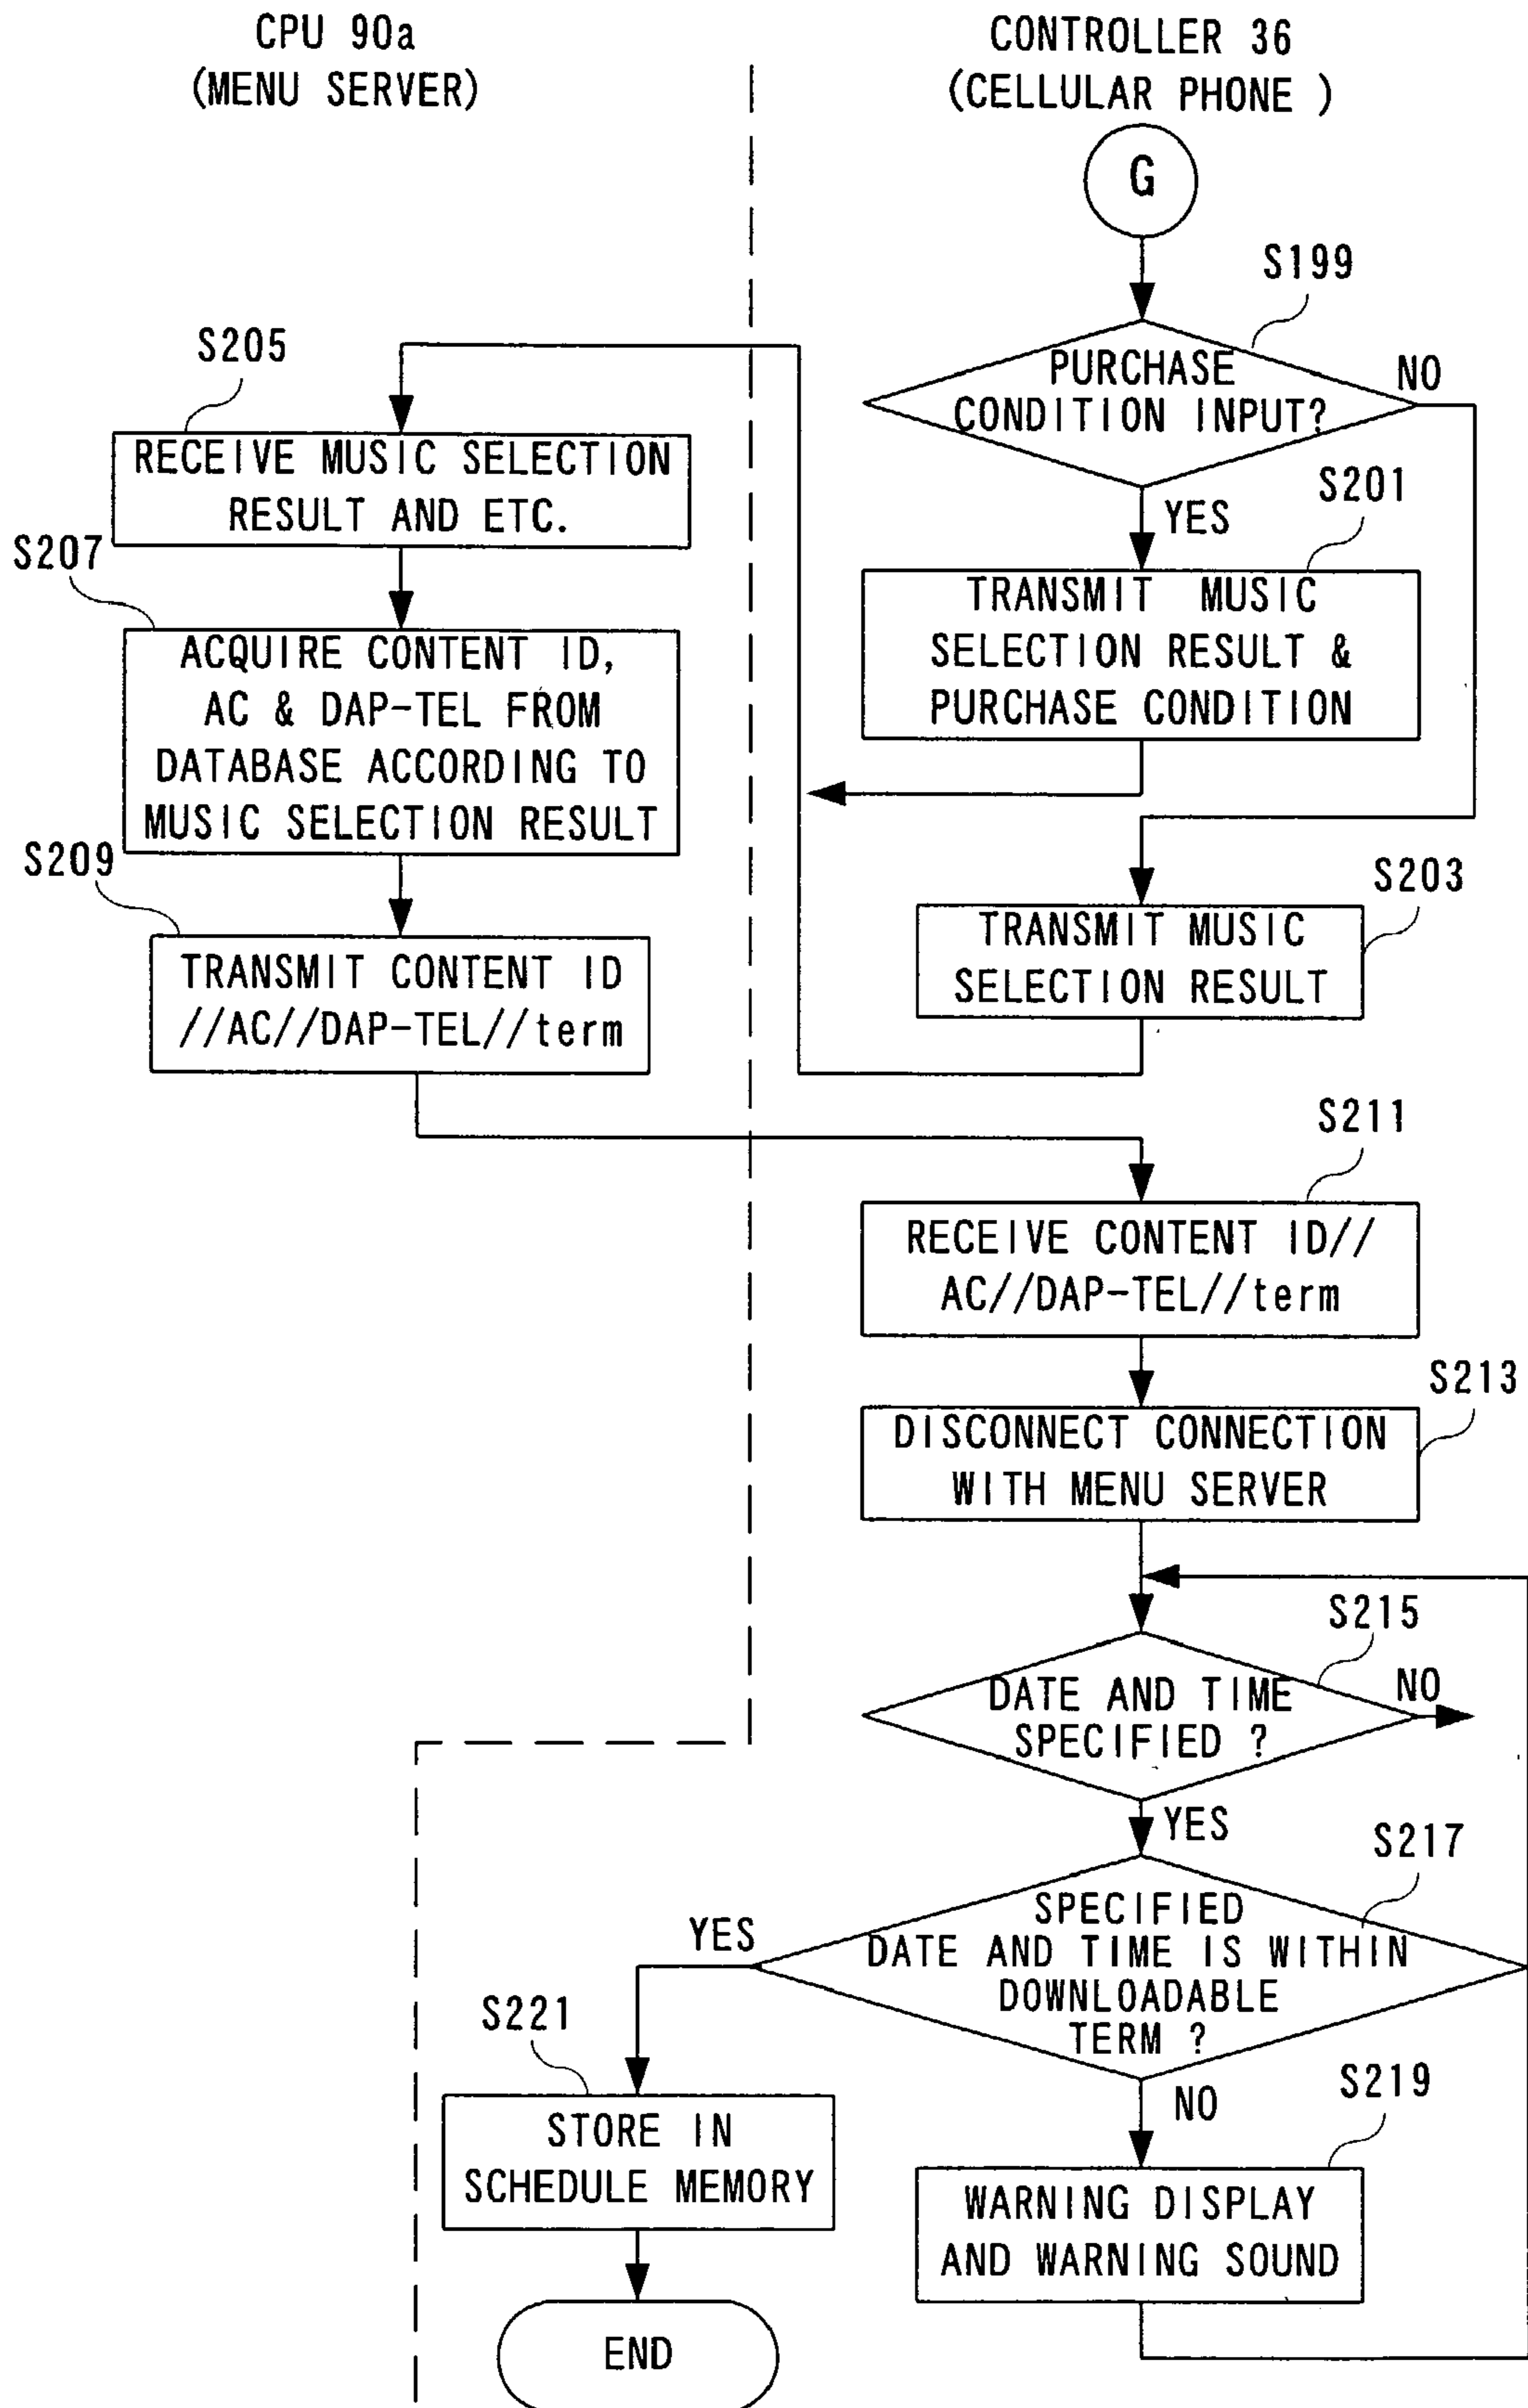 CPU 90a
(MENU SERVER)
CONTROLLER 36
(CELLULAR PHONE )
G
S199
PURCHASE
CONDITION INPUT?
NO
YES
S201
TRANSMIT MUSIC
SELECTION RESULT &
PURCHASE CONDITION
S203
TRANSMIT MUSIC
SELECTION RESULT
S205
RECEIVE MUSIC SELECTION
RESULT AND ETC.
S207
ACQUIRE CONTENT ID,
AC & DAP-TEL FROM
DATABASE ACCORDING TO
MUSIC SELECTION RESULT
S209
TRANSMIT CONTENT ID
//AC//DAP-TEL//term
S211
RECEIVE CONTENT ID//
AC//DAP-TEL//term
S213
DISCONNECT CONNECTION
WITH MENU SERVER
S215
DATE AND TIME
SPECIFIED ?
NO
YES
S217
SPECIFIED
DATE AND TIME IS WITHIN
DOWNLOADABLE
TERM ?
YES
NO
S219
WARNING DISPLAY
AND WARNING SOUND
S221
STORE IN
SCHEDULE MEMORY
END